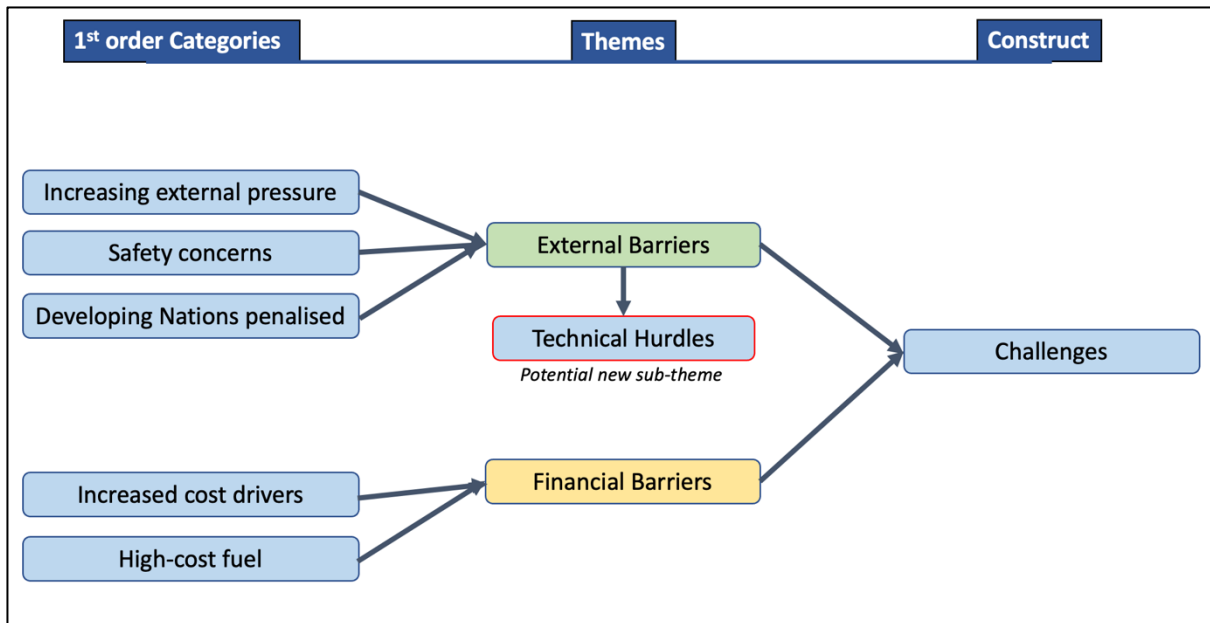 1st order Categories
Themes
Construct
Increasing external pressure
Safety concerns
Developing Nations penalised
External Barriers
Technical Hurdles
Potential new sub-theme
Challenges
Increased cost drivers
High-cost fuel
Financial Barriers